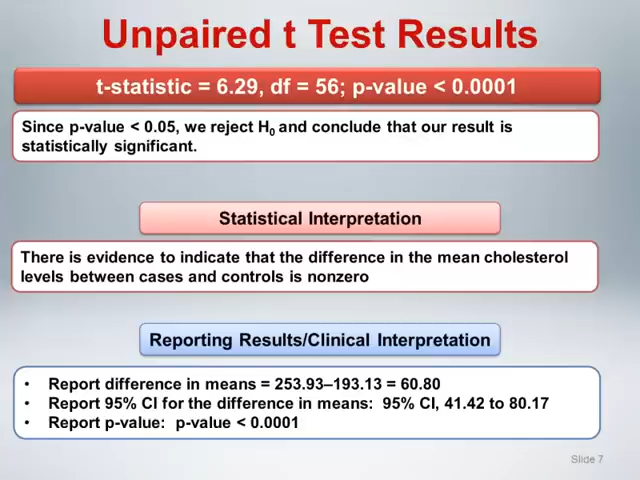 Unpaired t Test Results
t-statistic = 6.29, df = 56; p-value < 0.0001
Since p-value < 0.05, we reject H0 and conclude that our result is
statistically significant.
Statistical Interpretation
There is evidence to indicate that the difference in the mean cholesterol
levels between cases and controls is nonzero
Reporting Results/Clinical Interpretation
• Report difference in means = 253.93–193.13 = 60.80
• Report 95% CI for the difference in means: 95% CI, 41.42 to 80.17
• Report p-value: p-value < 0.0001
Slide 7